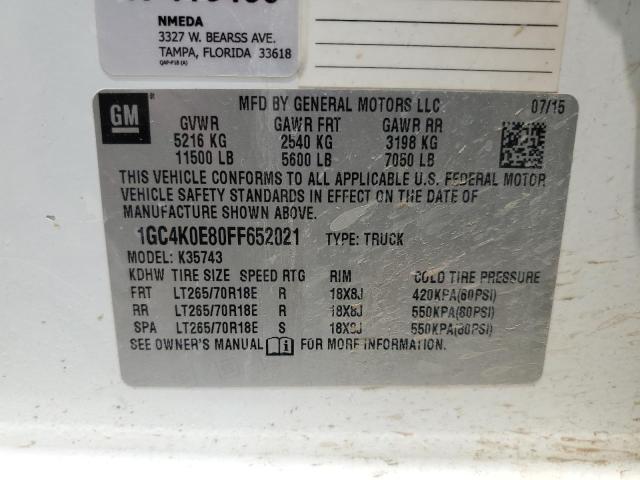 NMEDA
3327 W. BEARSS AVE.
TAMPA, FLORIDA 33618
QAP-F18 (A)
GM
MFD BY GENERAL MOTORS LLC 07/15
GVWR GAWR FRT GAWR RR
5216 KG 2540 KG 3198 KG
11500 LB 5600 LB 7050 LB
THIS VEHICLE CONFORMS TO ALL APPLICABLE U.S. FEDERAL MOTOR
VEHICLE SAFETY STANDARDS IN EFFECT ON THE DATE OF
MANUFACTURE SHOWN ABOVE.
1GC4K0E80FF652021 TYPE: TRUCK
MODEL: K35743
KDHW TIRE SIZE SPEED RTG RIM COLD TIRE PRESSURE
FRT LT265/70R18E R 18X8J 420KPA(60PSI)
RR LT265/70R18E R 18X8J 550KPA(80PSI)
SPA LT265/70R18E S 18X8J 550KPA(80PSI)
SEE OWNER'S MANUAL FOR MORE INFORMATION.